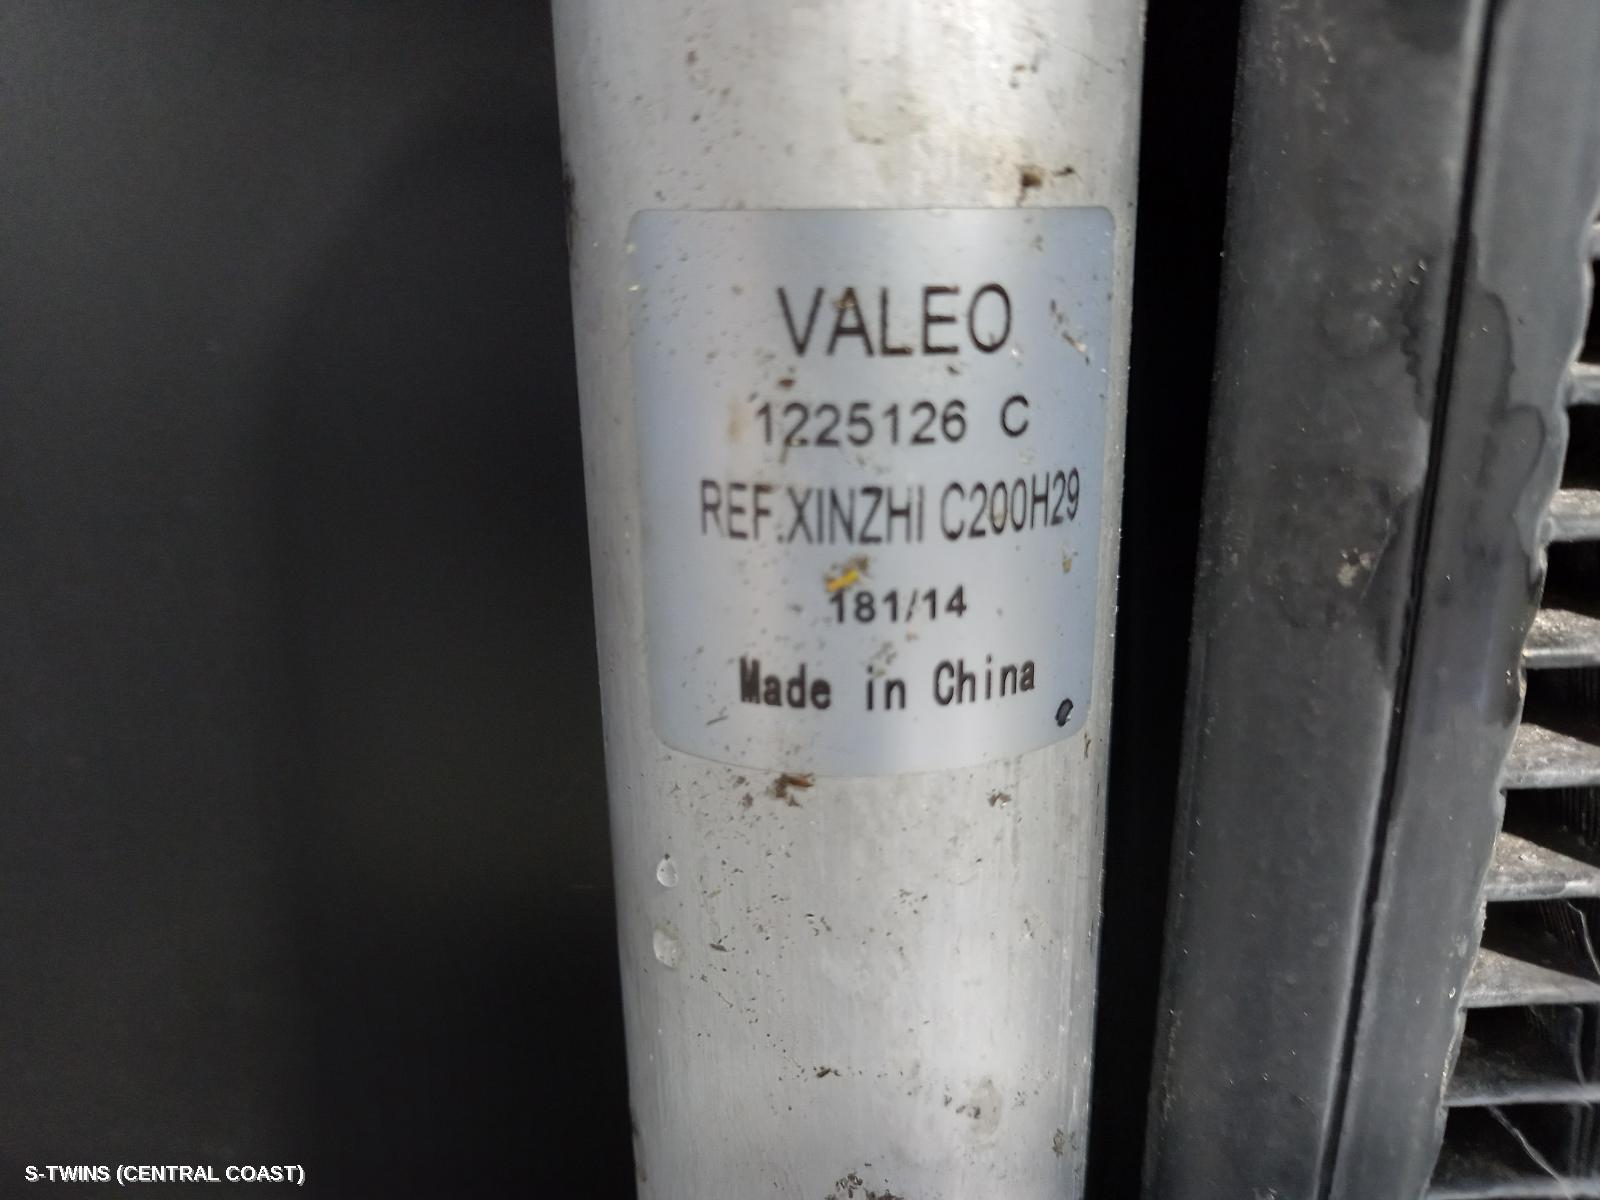 VALEO
1225126 C
REF.XINZHI C200H29
181/14
Made in China
S-TWINS (CENTRAL COAST)